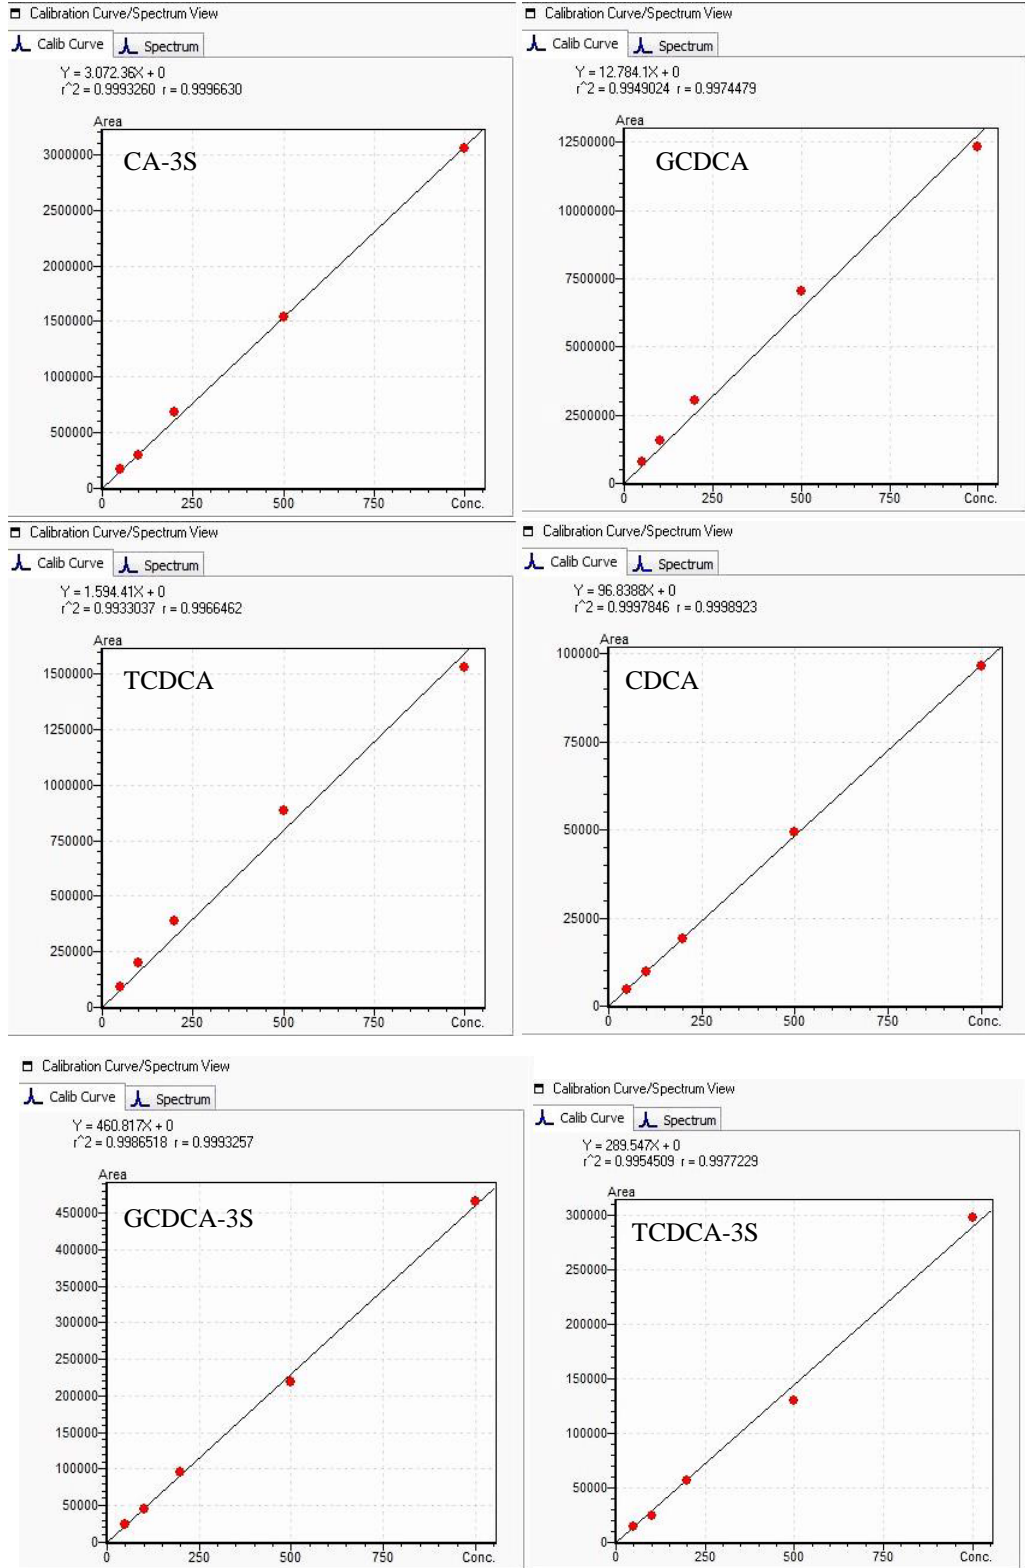 Calibration Curve/Spectrum View
Calib Curve Spectrum
Y = 3.072.36X + 0
r^2 = 0.9993260 r = 0.9996630
Area
CA-3S
3000000
2500000
2000000
1500000
1000000
500000
0
0 250 500 750 Conc.
Calibration Curve/Spectrum View
Calib Curve Spectrum
Y = 12.784.1X + 0
r^2 = 0.9949024 r = 0.9974479
Area
GCDCA
12500000
10000000
7500000
5000000
2500000
0
0 250 500 750 Conc.
Calibration Curve/Spectrum View
Calib Curve Spectrum
Y = 1.594.41X + 0
r^2 = 0.9933037 r = 0.9966462
Area
TCDCA
1500000
1250000
1000000
750000
500000
250000
0
0 250 500 750 Conc.
Calibration Curve/Spectrum View
Calib Curve Spectrum
Y = 96.8388X + 0
r^2 = 0.9997846 r = 0.9998923
Area
CDCA
100000
75000
50000
25000
0
0 250 500 750 Conc.
Calibration Curve/Spectrum View
Calib Curve Spectrum
Y = 460.817X + 0
r^2 = 0.9986518 r = 0.9993257
Area
GCDCA-3S
450000
400000
350000
300000
250000
200000
150000
100000
50000
0
0 250 500 750 Conc.
Calibration Curve/Spectrum View
Calib Curve Spectrum
Y = 289.547X + 0
r^2 = 0.9954509 r = 0.9977229
Area
TCDCA-3S
300000
250000
200000
150000
100000
50000
0
0 250 500 750 Conc.